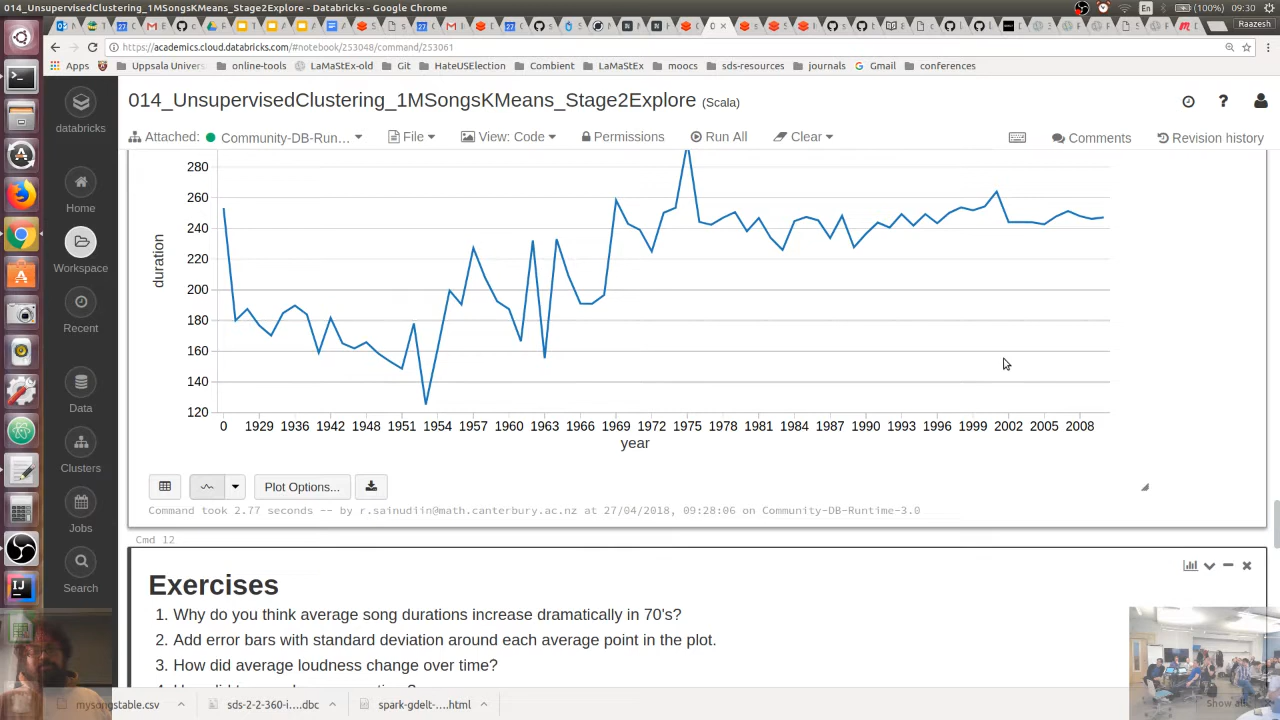 014_UnsupervisedClustering_1MSongsKMeans_Stage2Explore - Databricks - Google Chrome
En
(100%)
09:30
Raazesh
https://academics.cloud.databricks.com/#notebook/253048/command/253061
Apps
Uppsala Univers
online-tools
LaMaStEx-old
Git
HateUSElection
Combient
LaMaStEx
moocs
sds-resources
journals
Gmail
conferences
databricks
Home
Workspace
Recent
Data
Clusters
Jobs
Search
014_UnsupervisedClustering_1MSongsKMeans_Stage2Explore (Scala)
Attached: Community-DB-Run...
File
View: Code
Permissions
Run All
Clear
Comments
Revision history
280
260
240
220
200
180
160
140
120
duration
0 1929 1936 1942 1948 1951 1954 1957 1960 1963 1966 1969 1972 1975 1978 1981 1984 1987 1990 1993 1996 1999 2002 2005 2008
year
Plot Options...
Command took 2.77 seconds -- by r.sainudiin@math.canterbury.ac.nz at 27/04/2018, 09:28:06 on Community-DB-Runtime-3.0
Cmd 12
Exercises
1. Why do you think average song durations increase dramatically in 70's?
2. Add error bars with standard deviation around each average point in the plot.
3. How did average loudness change over time?
mysongstable.csv
sds-2-2-360-i....dbc
spark-gdelt-....html
Show all